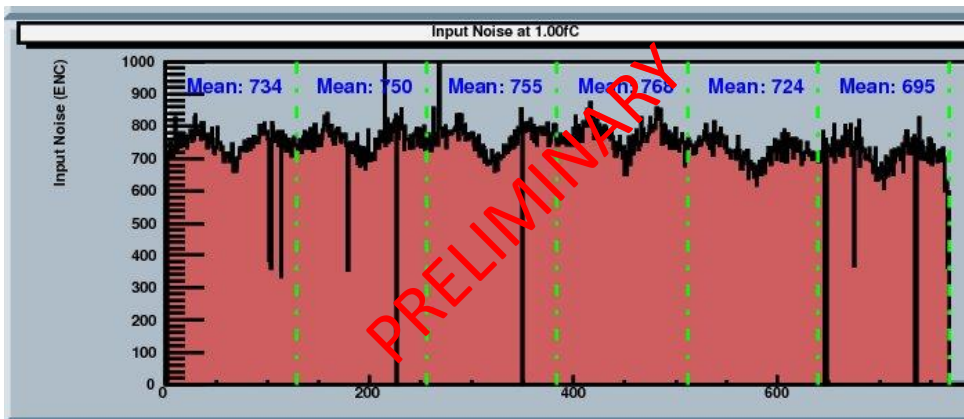 Input Noise at 1.00fC
Input Noise (ENC)
1000
900
800
700
600
500
400
300
200
100
0
Mean: 734
Mean: 750
Mean: 755
Mean: 768
Mean: 724
Mean: 695
PRELIMINARY
0
200
400
600